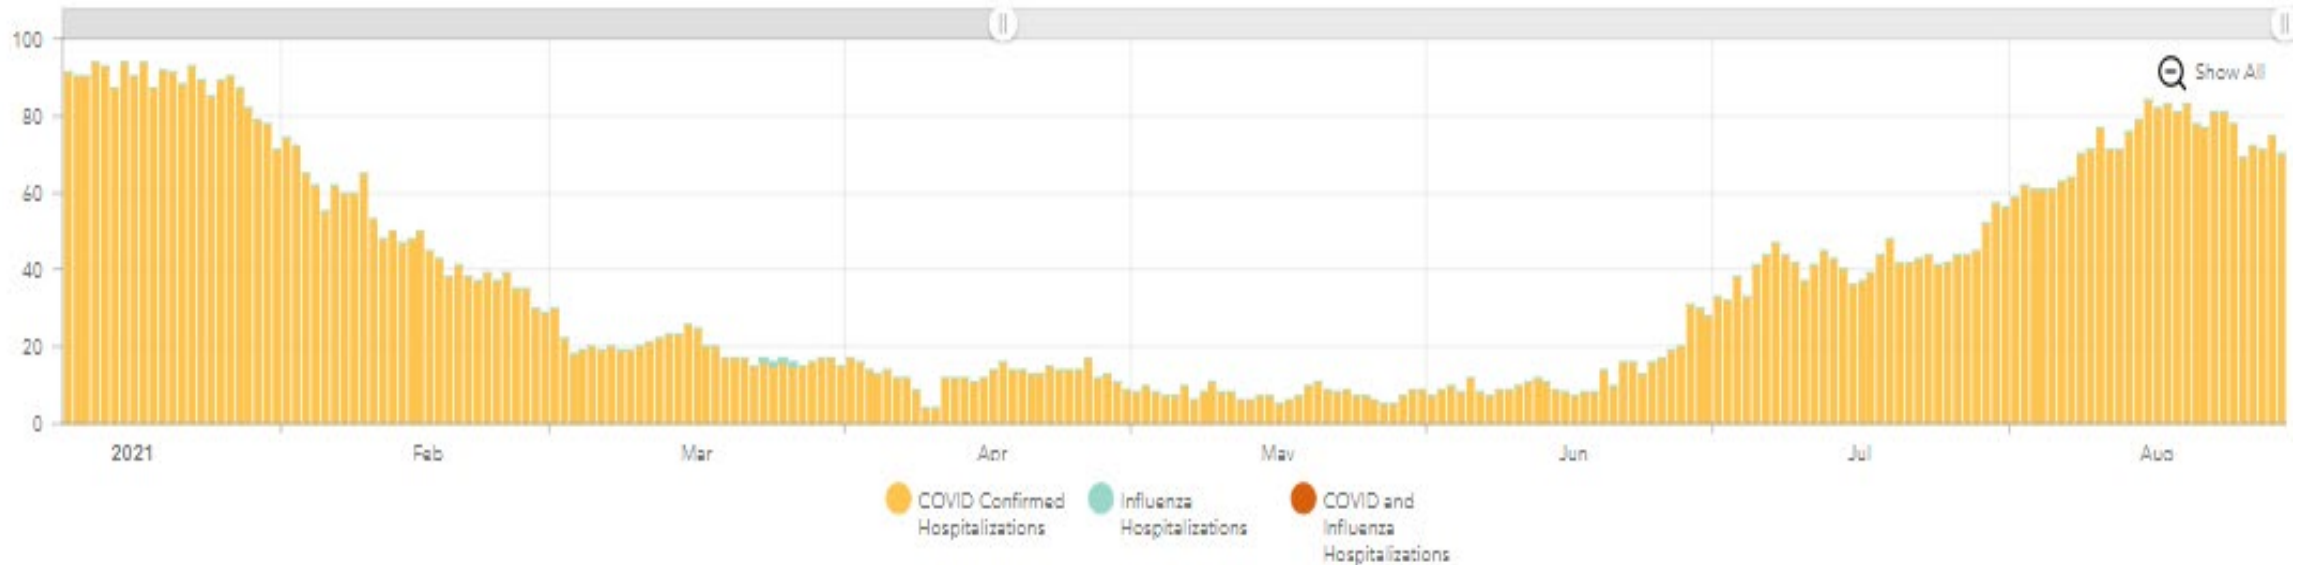 100
Show All
80
60
40
20
0
2021 Feb Mar Apr May Jun Jul Aug
COVID Confirmed Hospitalizations
Influenza Hospitalizations
COVID and Influenza Hospitalizations